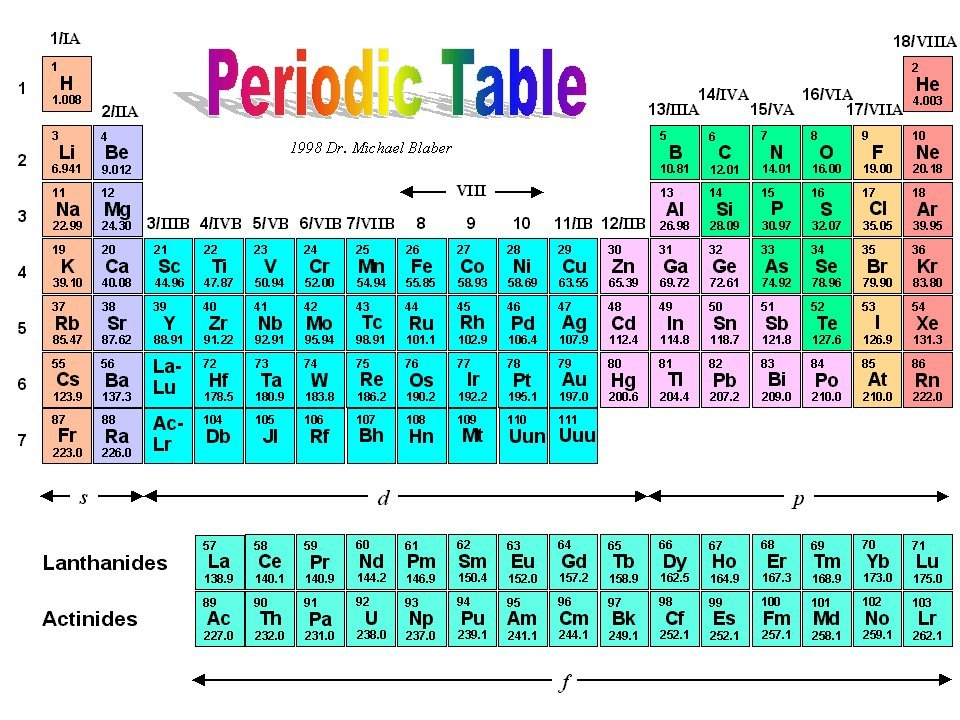 1/IA
18/VIIIA
Periodic Table
1 H 1.008
2 He 4.003
1
2/IIA
13/IIIA 14/IVA 15/VA 16/VIA 17/VIIA
1998 Dr. Michael Blaber
2
3 Li 6.941
4 Be 9.012
5 B 10.81
6 C 12.01
7 N 14.01
8 O 16.00
9 F 19.00
10 Ne 20.18
VIII
3
11 Na 22.99
12 Mg 24.30
3/IIIB 4/IVB 5/VB 6/VIB 7/VIIB 8 9 10 11/IB 12/IIB
13 Al 26.98
14 Si 28.09
15 P 30.97
16 S 32.07
17 Cl 35.05
18 Ar 39.95
4
19 K 39.10
20 Ca 40.08
21 Sc 44.96
22 Ti 47.87
23 V 50.94
24 Cr 52.00
25 Mn 54.94
26 Fe 55.85
27 Co 58.93
28 Ni 58.69
29 Cu 63.55
30 Zn 65.39
31 Ga 69.72
32 Ge 72.61
33 As 74.92
34 Se 78.96
35 Br 79.90
36 Kr 83.80
5
37 Rb 85.47
38 Sr 87.62
39 Y 88.91
40 Zr 91.22
41 Nb 92.91
42 Mo 95.94
43 Tc 98.91
44 Ru 101.1
45 Rh 102.9
46 Pd 106.4
47 Ag 107.9
48 Cd 112.4
49 In 114.8
50 Sn 118.7
51 Sb 121.8
52 Te 127.6
53 I 126.9
54 Xe 131.3
6
55 Cs 123.9
56 Ba 137.3
La-
Lu
72 Hf 178.5
73 Ta 180.9
74 W 183.8
75 Re 186.2
76 Os 190.2
77 Ir 192.2
78 Pt 195.1
79 Au 197.0
80 Hg 200.6
81 Tl 204.4
82 Pb 207.2
83 Bi 209.0
84 Po 210.0
85 At 210.0
86 Rn 222.0
7
87 Fr 223.0
88 Ra 226.0
Ac-
Lr
104 Db
105 Jl
106 Rf
107 Bh
108 Hn
109 Mt
110 Uun
111 Uuu
s d p
Lanthanides
57 La 138.9
58 Ce 140.1
59 Pr 140.9
60 Nd 144.2
61 Pm 146.9
62 Sm 150.4
63 Eu 152.0
64 Gd 157.2
65 Tb 158.9
66 Dy 162.5
67 Ho 164.9
68 Er 167.3
69 Tm 168.9
70 Yb 173.0
71 Lu 175.0
Actinides
89 Ac 227.0
90 Th 232.0
91 Pa 231.0
92 U 238.0
93 Np 237.0
94 Pu 239.1
95 Am 241.1
96 Cm 244.1
97 Bk 249.1
98 Cf 252.1
99 Es 252.1
100 Fm 257.1
101 Md 258.1
102 No 259.1
103 Lr 262.1
f